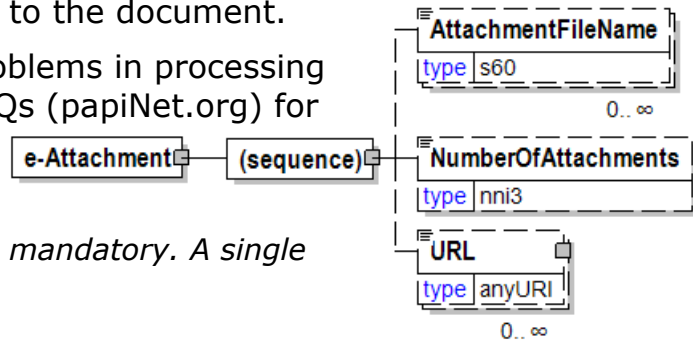 to the document.
oblems in processing
Qs (papiNet.org) for
mandatory. A single
e-Attachment
(sequence)
AttachmentFileName
type s60
0.. ∞
NumberOfAttachments
type nni3
URL
type anyURI
0.. ∞